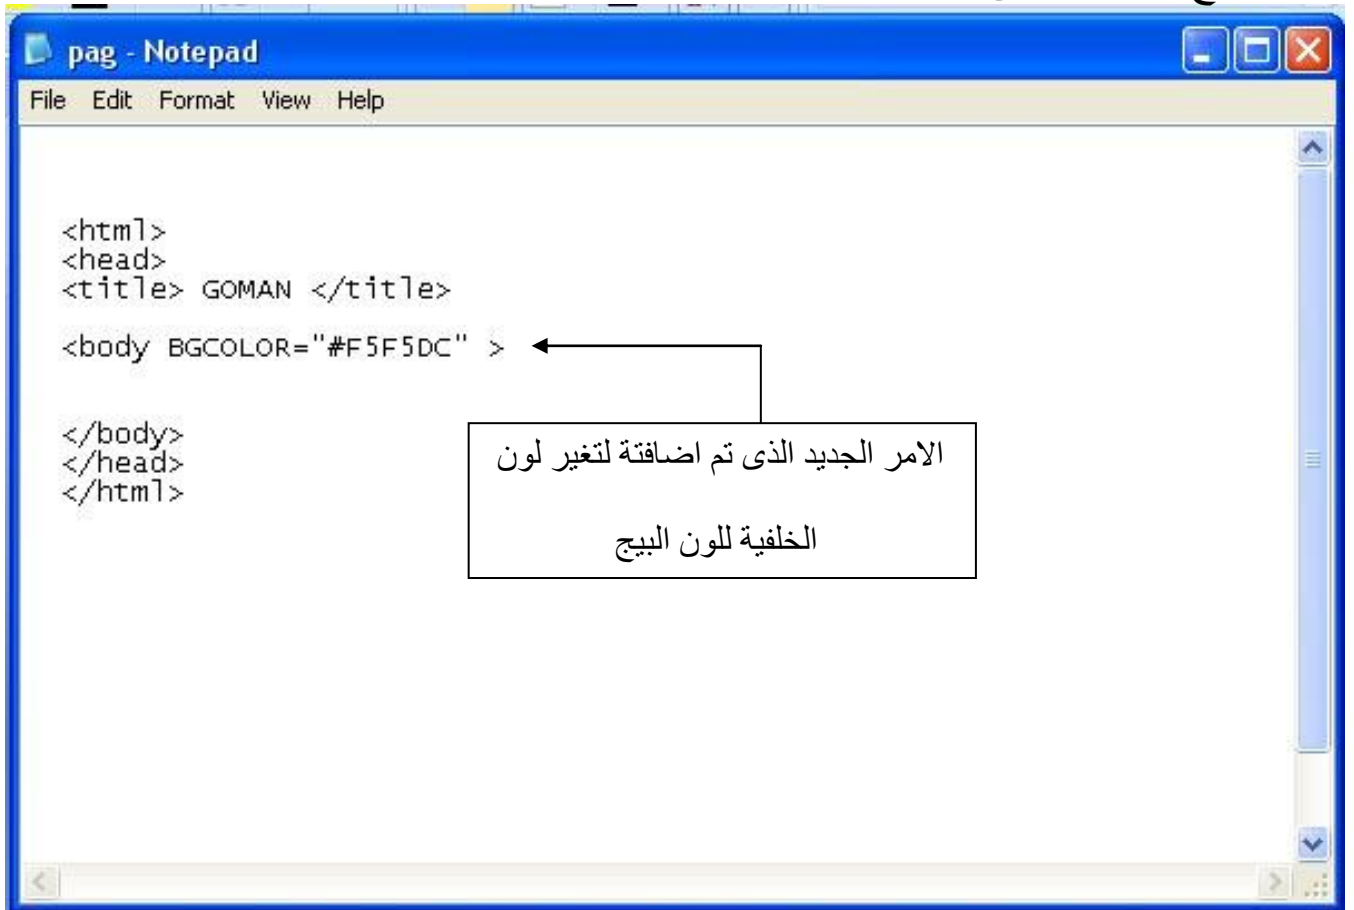 pag - Notepad
File Edit Format View Help
<html>
<head>
<title> GOMAN </title>
<body BGCOLOR="#F5F5DC" >
</body>
</head>
</html>
الامر الجديد الذى تم اضافتة لتغير لون
الخلفية للون البيج